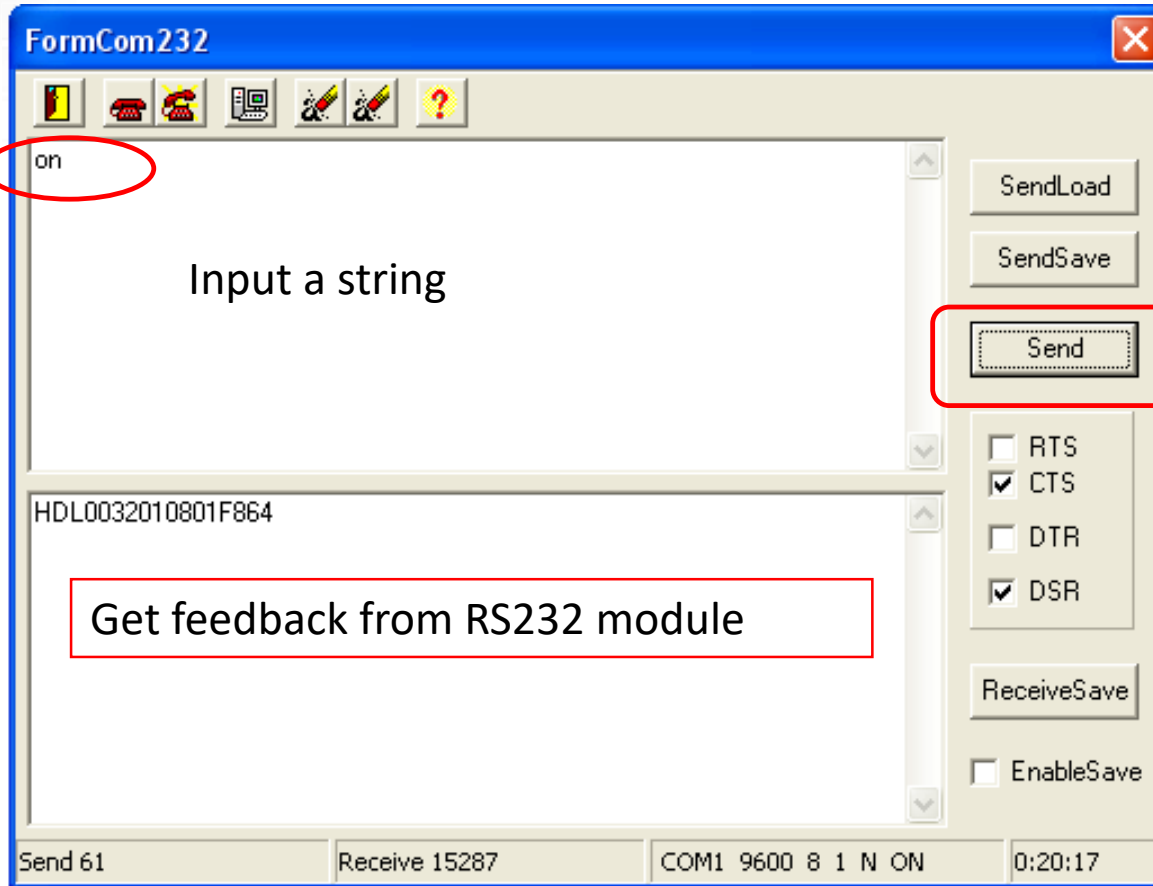 FormCom232
on
Input a string
SendLoad
SendSave
Send
RTS
CTS
DTR
DSR
HDL0032010801F864
Get feedback from RS232 module
ReceiveSave
EnableSave
Send 61 Receive 15287 COM1 9600 8 1 N ON 0:20:17